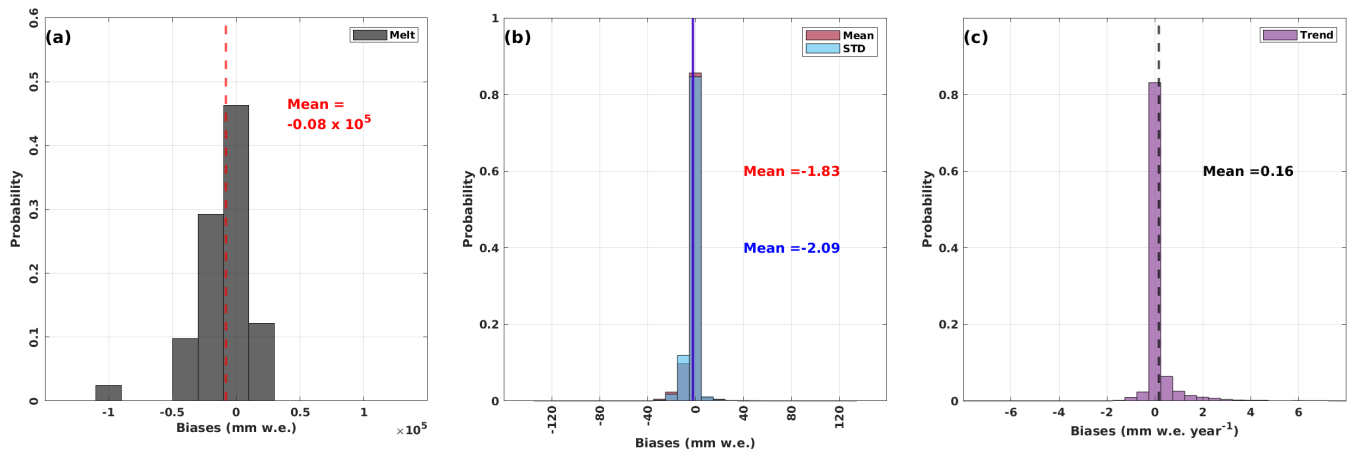 (a)
Melt
Mean =
-0.08 x 10^5
0.6
0.5
0.4
0.3
0.2
0.1
0
Probability
-1
-0.5
0
0.5
1
×10^5
Biases (mm w.e.)
(b)
Mean
STD
Mean =-1.83
Mean =-2.09
1
0.8
0.6
0.4
0.2
0
Probability
-120
-80
-40
0
40
80
120
Biases (mm w.e.)
(c)
Trend
Mean =0.16
1
0.8
0.6
0.4
0.2
0
Probability
-6
-4
-2
0
2
4
6
Biases (mm w.e. year^-1)